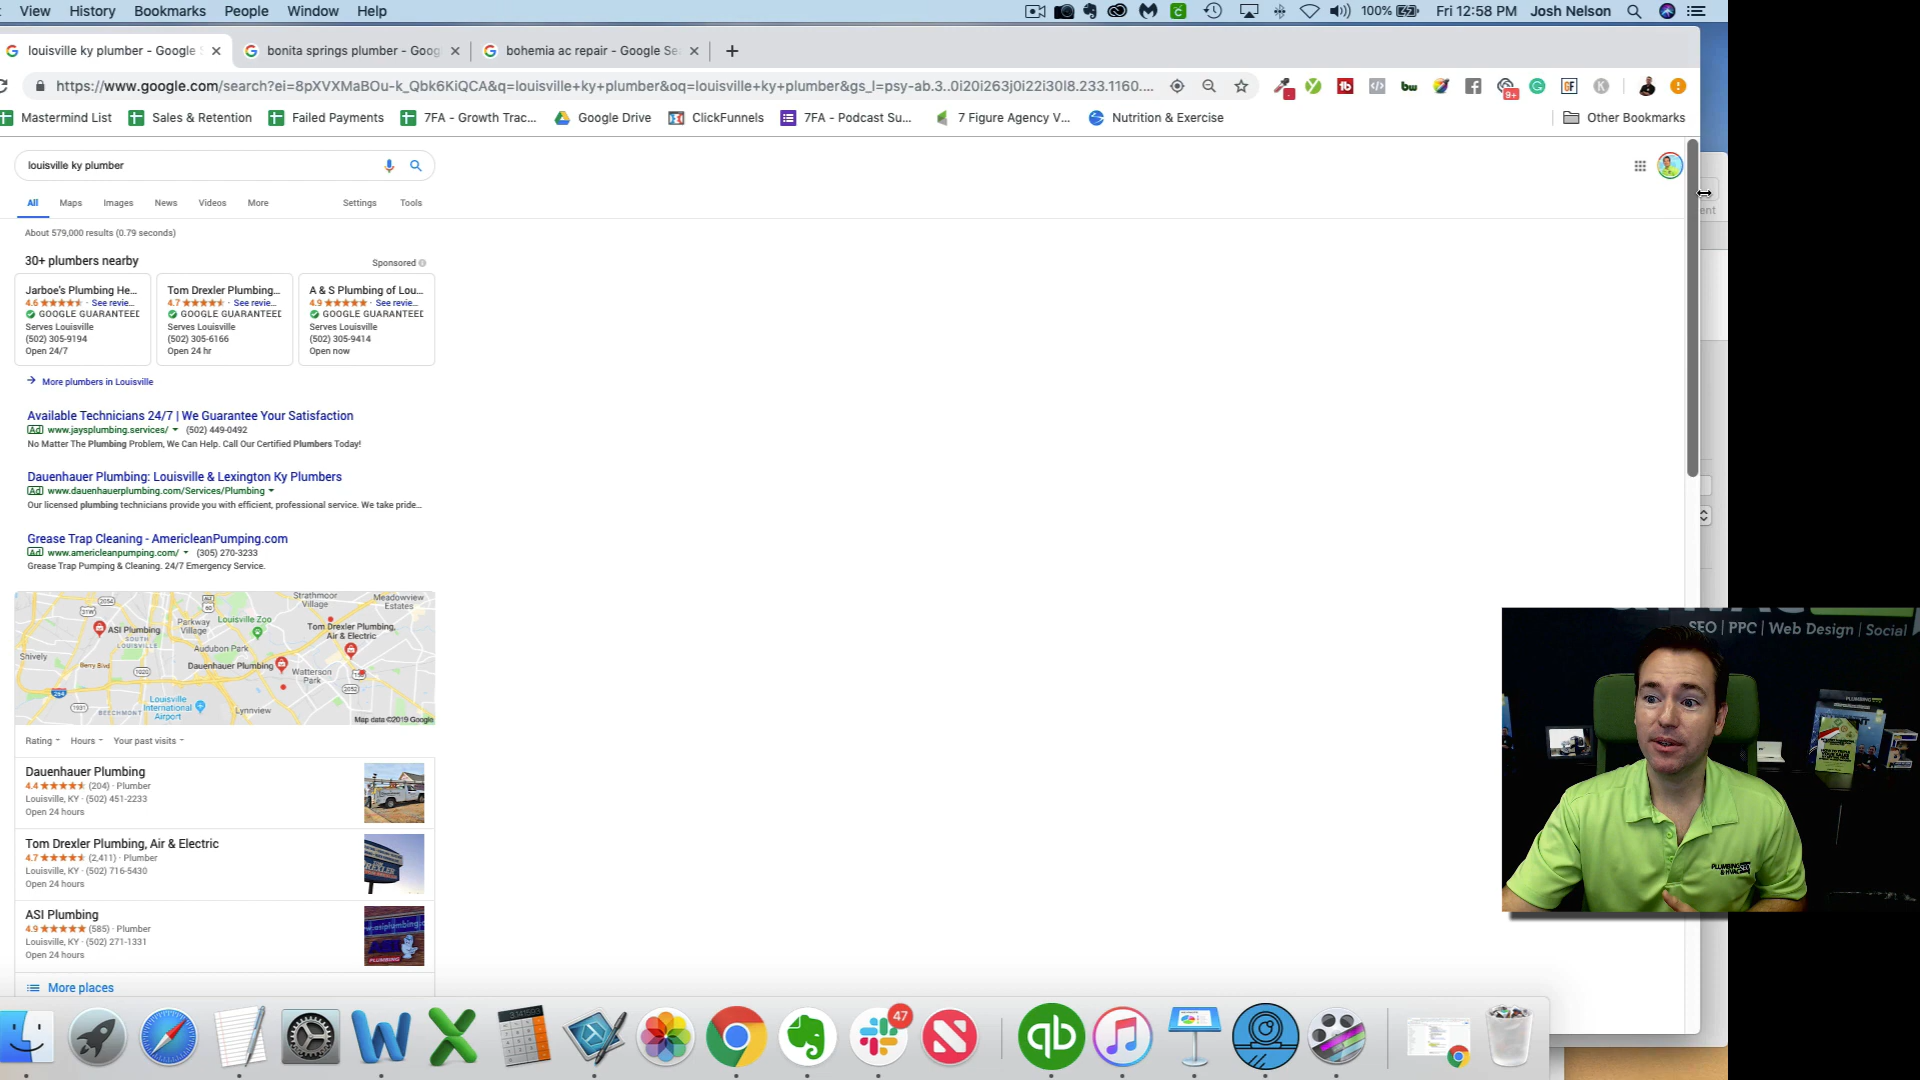 View History Bookmarks People Window Help 100% Fri 12:58 PM Josh Nelson
louisville ky plumber - Google S
bonita springs plumber - Goog
bohemia ac repair - Google Se
https://www.google.com/search?ei=8pXVXMaBOu-k_Qbk6KiQCA&q=louisville+ky+plumber&oq=louisville+ky+plumber&gs_l=psy-ab.3..0i20i263j0i22i30l8.233.1160....
9+
Mastermind List Sales & Retention Failed Payments 7FA - Growth Trac... Google Drive ClickFunnels 7FA - Podcast Su... 7 Figure Agency V... Nutrition & Exercise Other Bookmarks
louisville ky plumber
All Maps Images News Videos More Settings Tools
About 579,000 results (0.79 seconds)
30+ plumbers nearby Sponsored
Jarboe's Plumbing He...
4.6 · See revie...
GOOGLE GUARANTEED
Serves Louisville
(502) 305-9194
Open 24/7
Tom Drexler Plumbing...
4.7 · See revie...
GOOGLE GUARANTEED
Serves Louisville
(502) 305-6166
Open 24 hr
A & S Plumbing of Lou...
4.9 · See revie...
GOOGLE GUARANTEED
Serves Louisville
(502) 305-9414
Open now
More plumbers in Louisville
Available Technicians 24/7 | We Guarantee Your Satisfaction
Ad www.jaysplumbing.services/ (502) 449-0492
No Matter The Plumbing Problem, We Can Help. Call Our Certified Plumbers Today!
Dauenhauer Plumbing: Louisville & Lexington Ky Plumbers
Ad www.dauenhauerplumbing.com/Services/Plumbing
Our licensed plumbing technicians provide you with efficient, professional service. We take pride...
Grease Trap Cleaning - AmericleanPumping.com
Ad www.americleanpumping.com/ (305) 270-3233
Grease Trap Pumping & Cleaning. 24/7 Emergency Service.
Strathmoor Village
Meadowview Estates
Parkway Village
Louisville Zoo
ASI Plumbing
SOUTH LOUISVILLE
Tom Drexler Plumbing, Air & Electric
Shively
Audubon Park
Berry Blvd
Dauenhauer Plumbing
Watterson Park
264
Louisville International Airport
BEECHMONT
Lynnview
Map data ©2019 Google
Rating Hours Your past visits
Dauenhauer Plumbing
4.4 (204) · Plumber
Louisville, KY · (502) 451-2233
Open 24 hours
Tom Drexler Plumbing, Air & Electric
4.7 (2,411) · Plumber
Louisville, KY · (502) 716-5430
Open 24 hours
ASI Plumbing
4.9 (585) · Plumber
Louisville, KY · (502) 271-1331
Open 24 hours
More places
SEO | PPC | Web Design | Social
PLUMBING & HVAC SEO
47